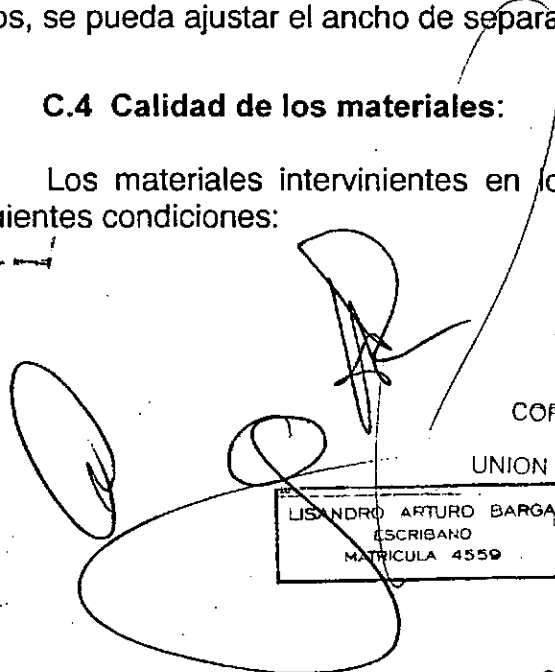 os, se pueda ajustar el ancho de separa
C.4 Calidad de los materiales:
Los materiales intervinientes en lo
uientes condiciones:
COF
UNION
LISANDRO ARTURO BARGA
ESCRIBANO
MATRICULA 4559